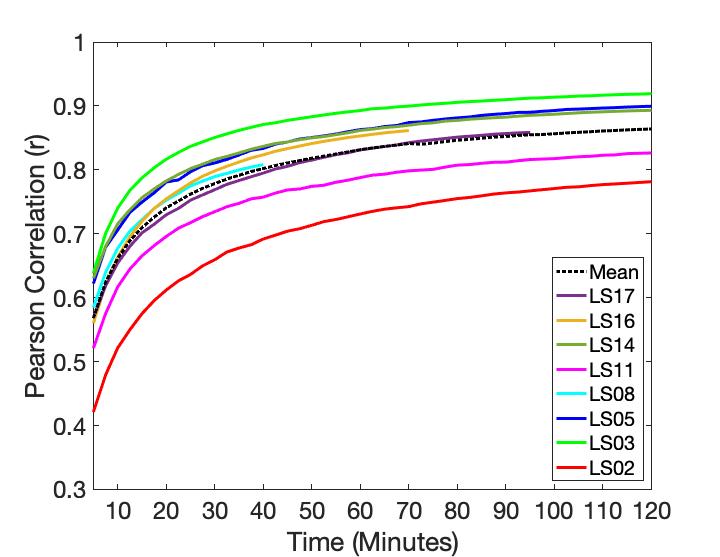 1
0.9
0.8
0.7
0.6
0.5
0.4
0.3
Pearson Correlation (r)
10 20 30 40 50 60 70 80 90 100 110 120
Time (Minutes)
Mean
LS17
LS16
LS14
LS11
LS08
LS05
LS03
LS02